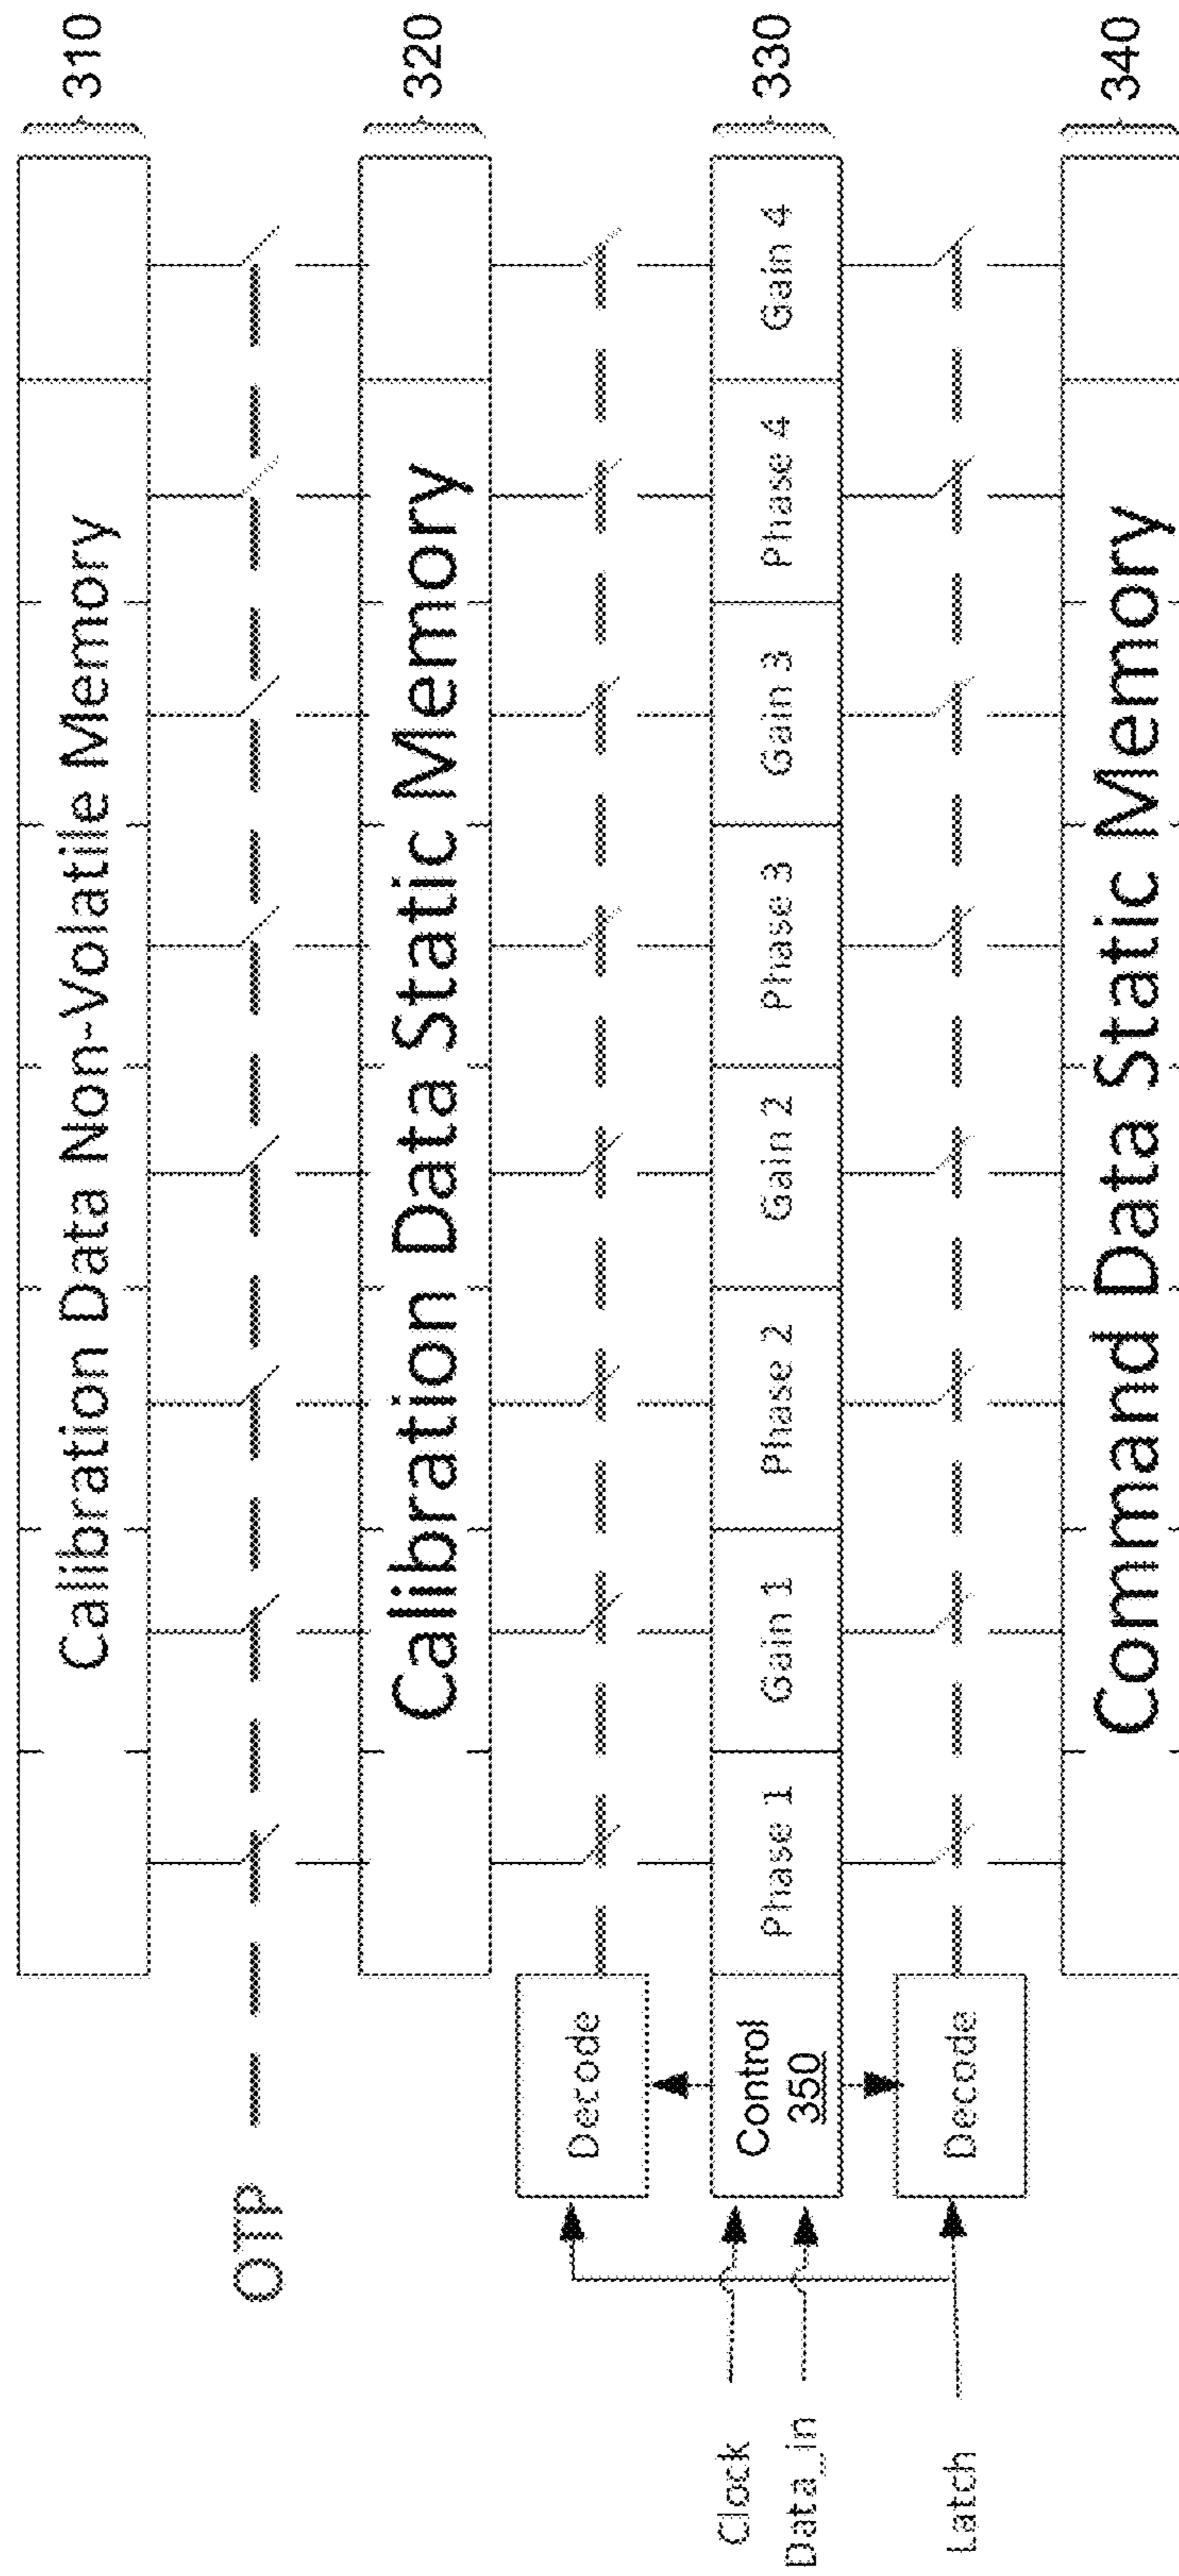 Calibration Data Non-Volatile Memory
310
OTP
Calibration Data Static Memory
320
Decode
Clock
Data_in
Control
350
Phase 1
Gain 1
Phase 2
Gain 2
Phase 3
Gain 3
Phase 4
Gain 4
330
Latch
Decode
Command Data Static Memory
340